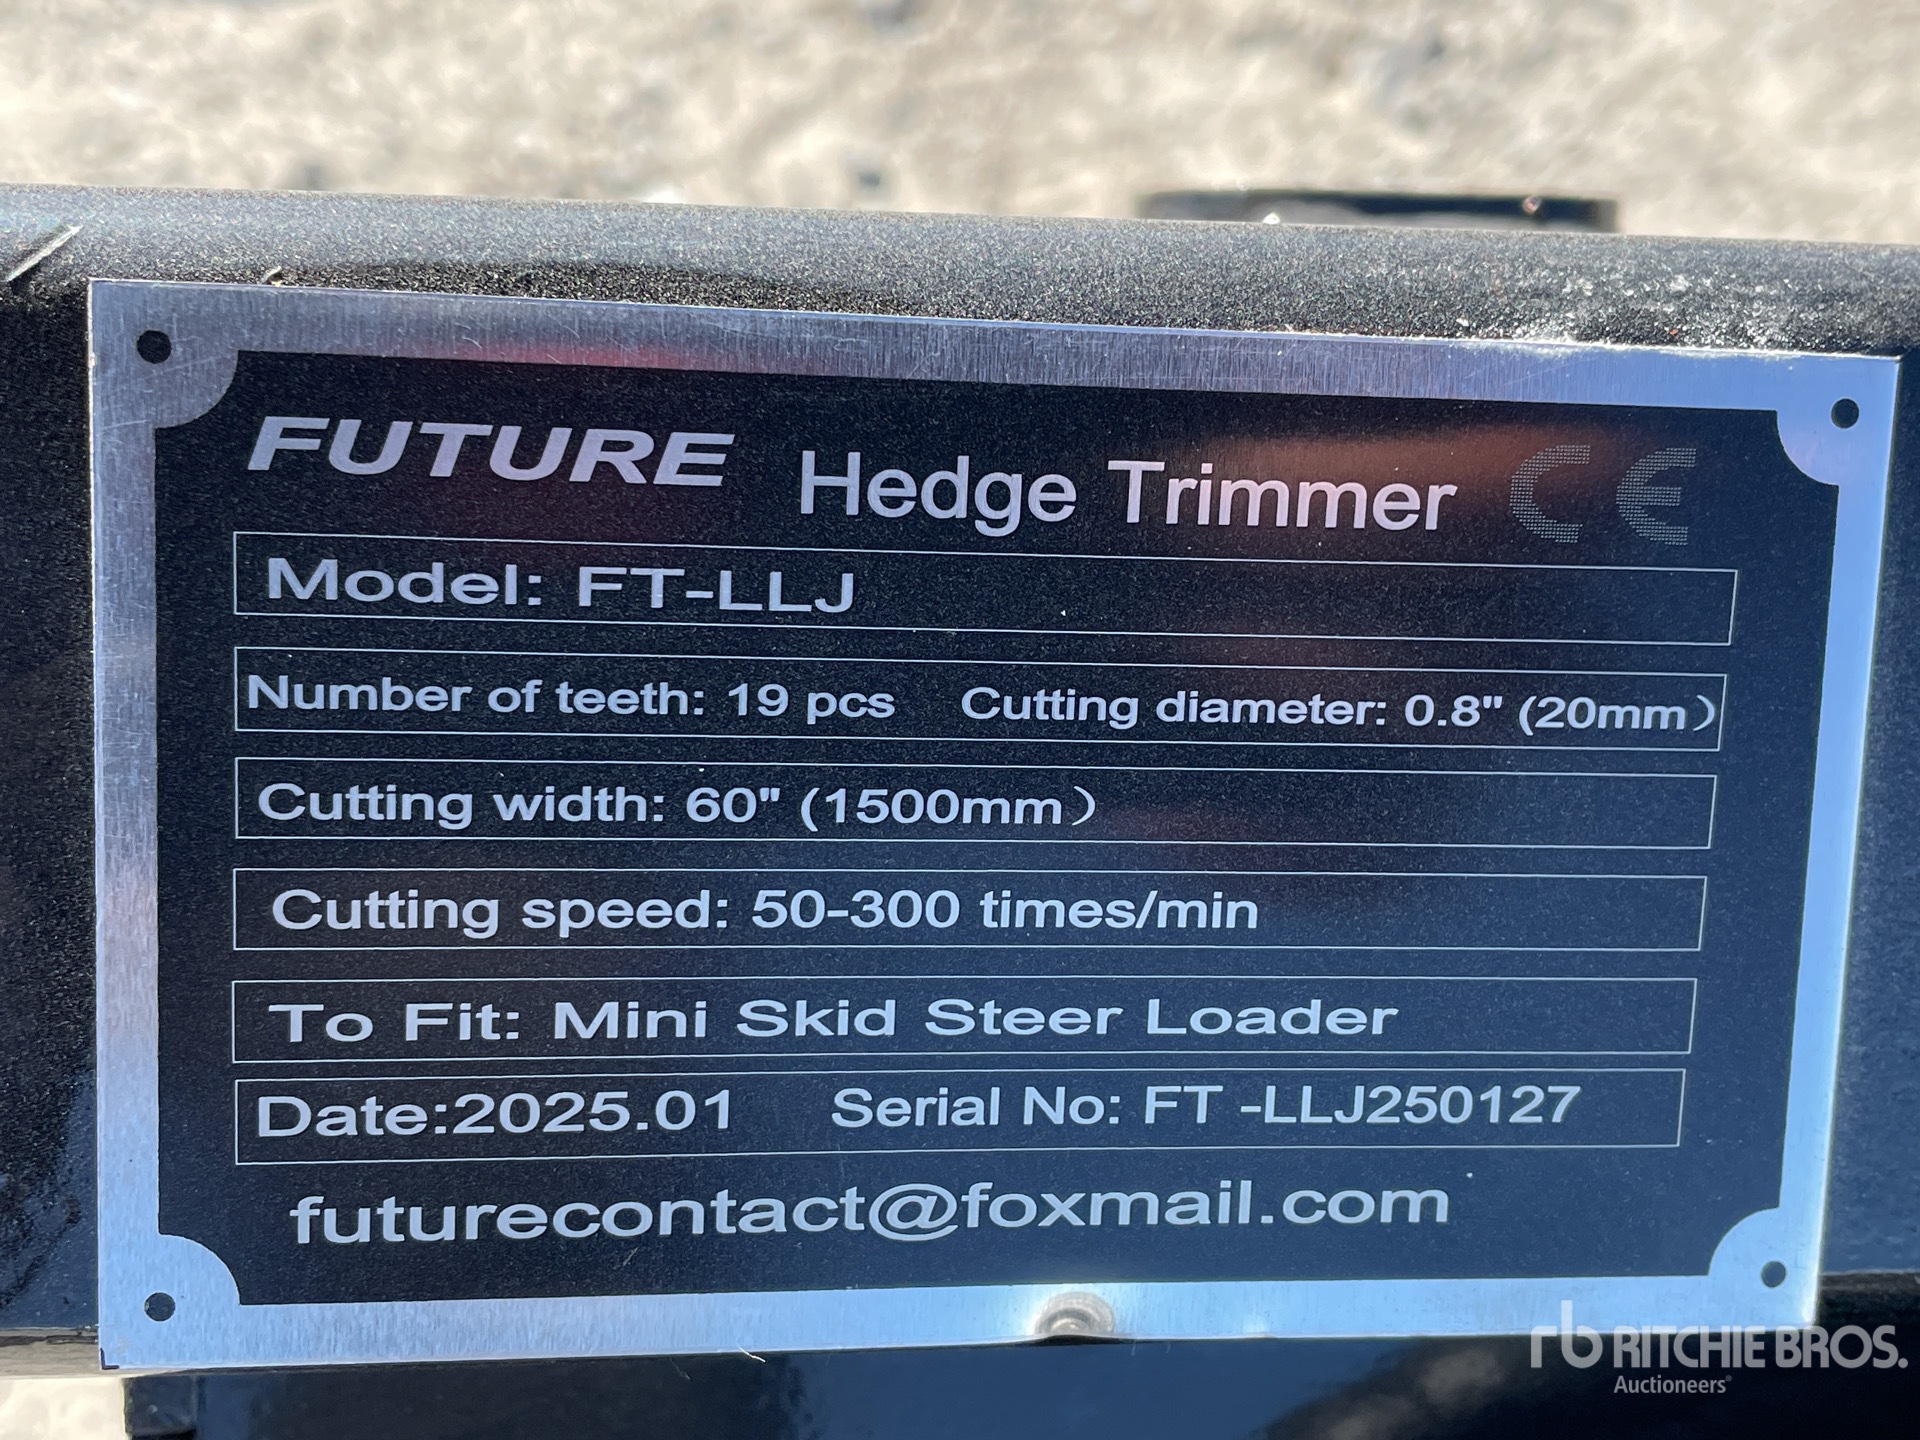 FUTURE Hedge Trimmer CE
Model: FT-LLJ
Number of teeth: 19 pcs Cutting diameter: 0.8" (20mm）
Cutting width: 60" (1500mm）
Cutting speed: 50-300 times/min
To Fit: Mini Skid Steer Loader
Date:2025.01 Serial No: FT -LLJ250127
futurecontact@foxmail.com
rb RITCHIE BROS.
Auctioneers®